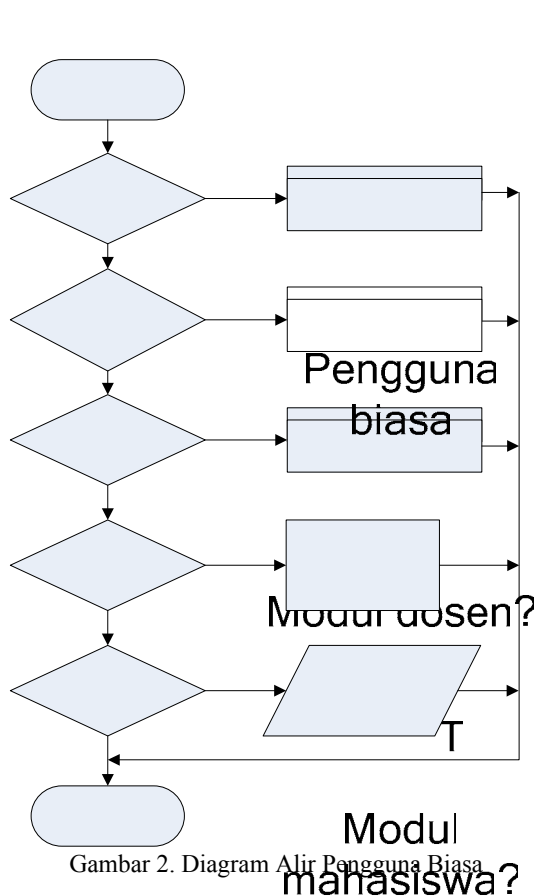 Pengguna
biasa
Modul dosen?
T
Modul
Gambar 2. Diagram Alir Pengguna Biasa
mahasiswa?